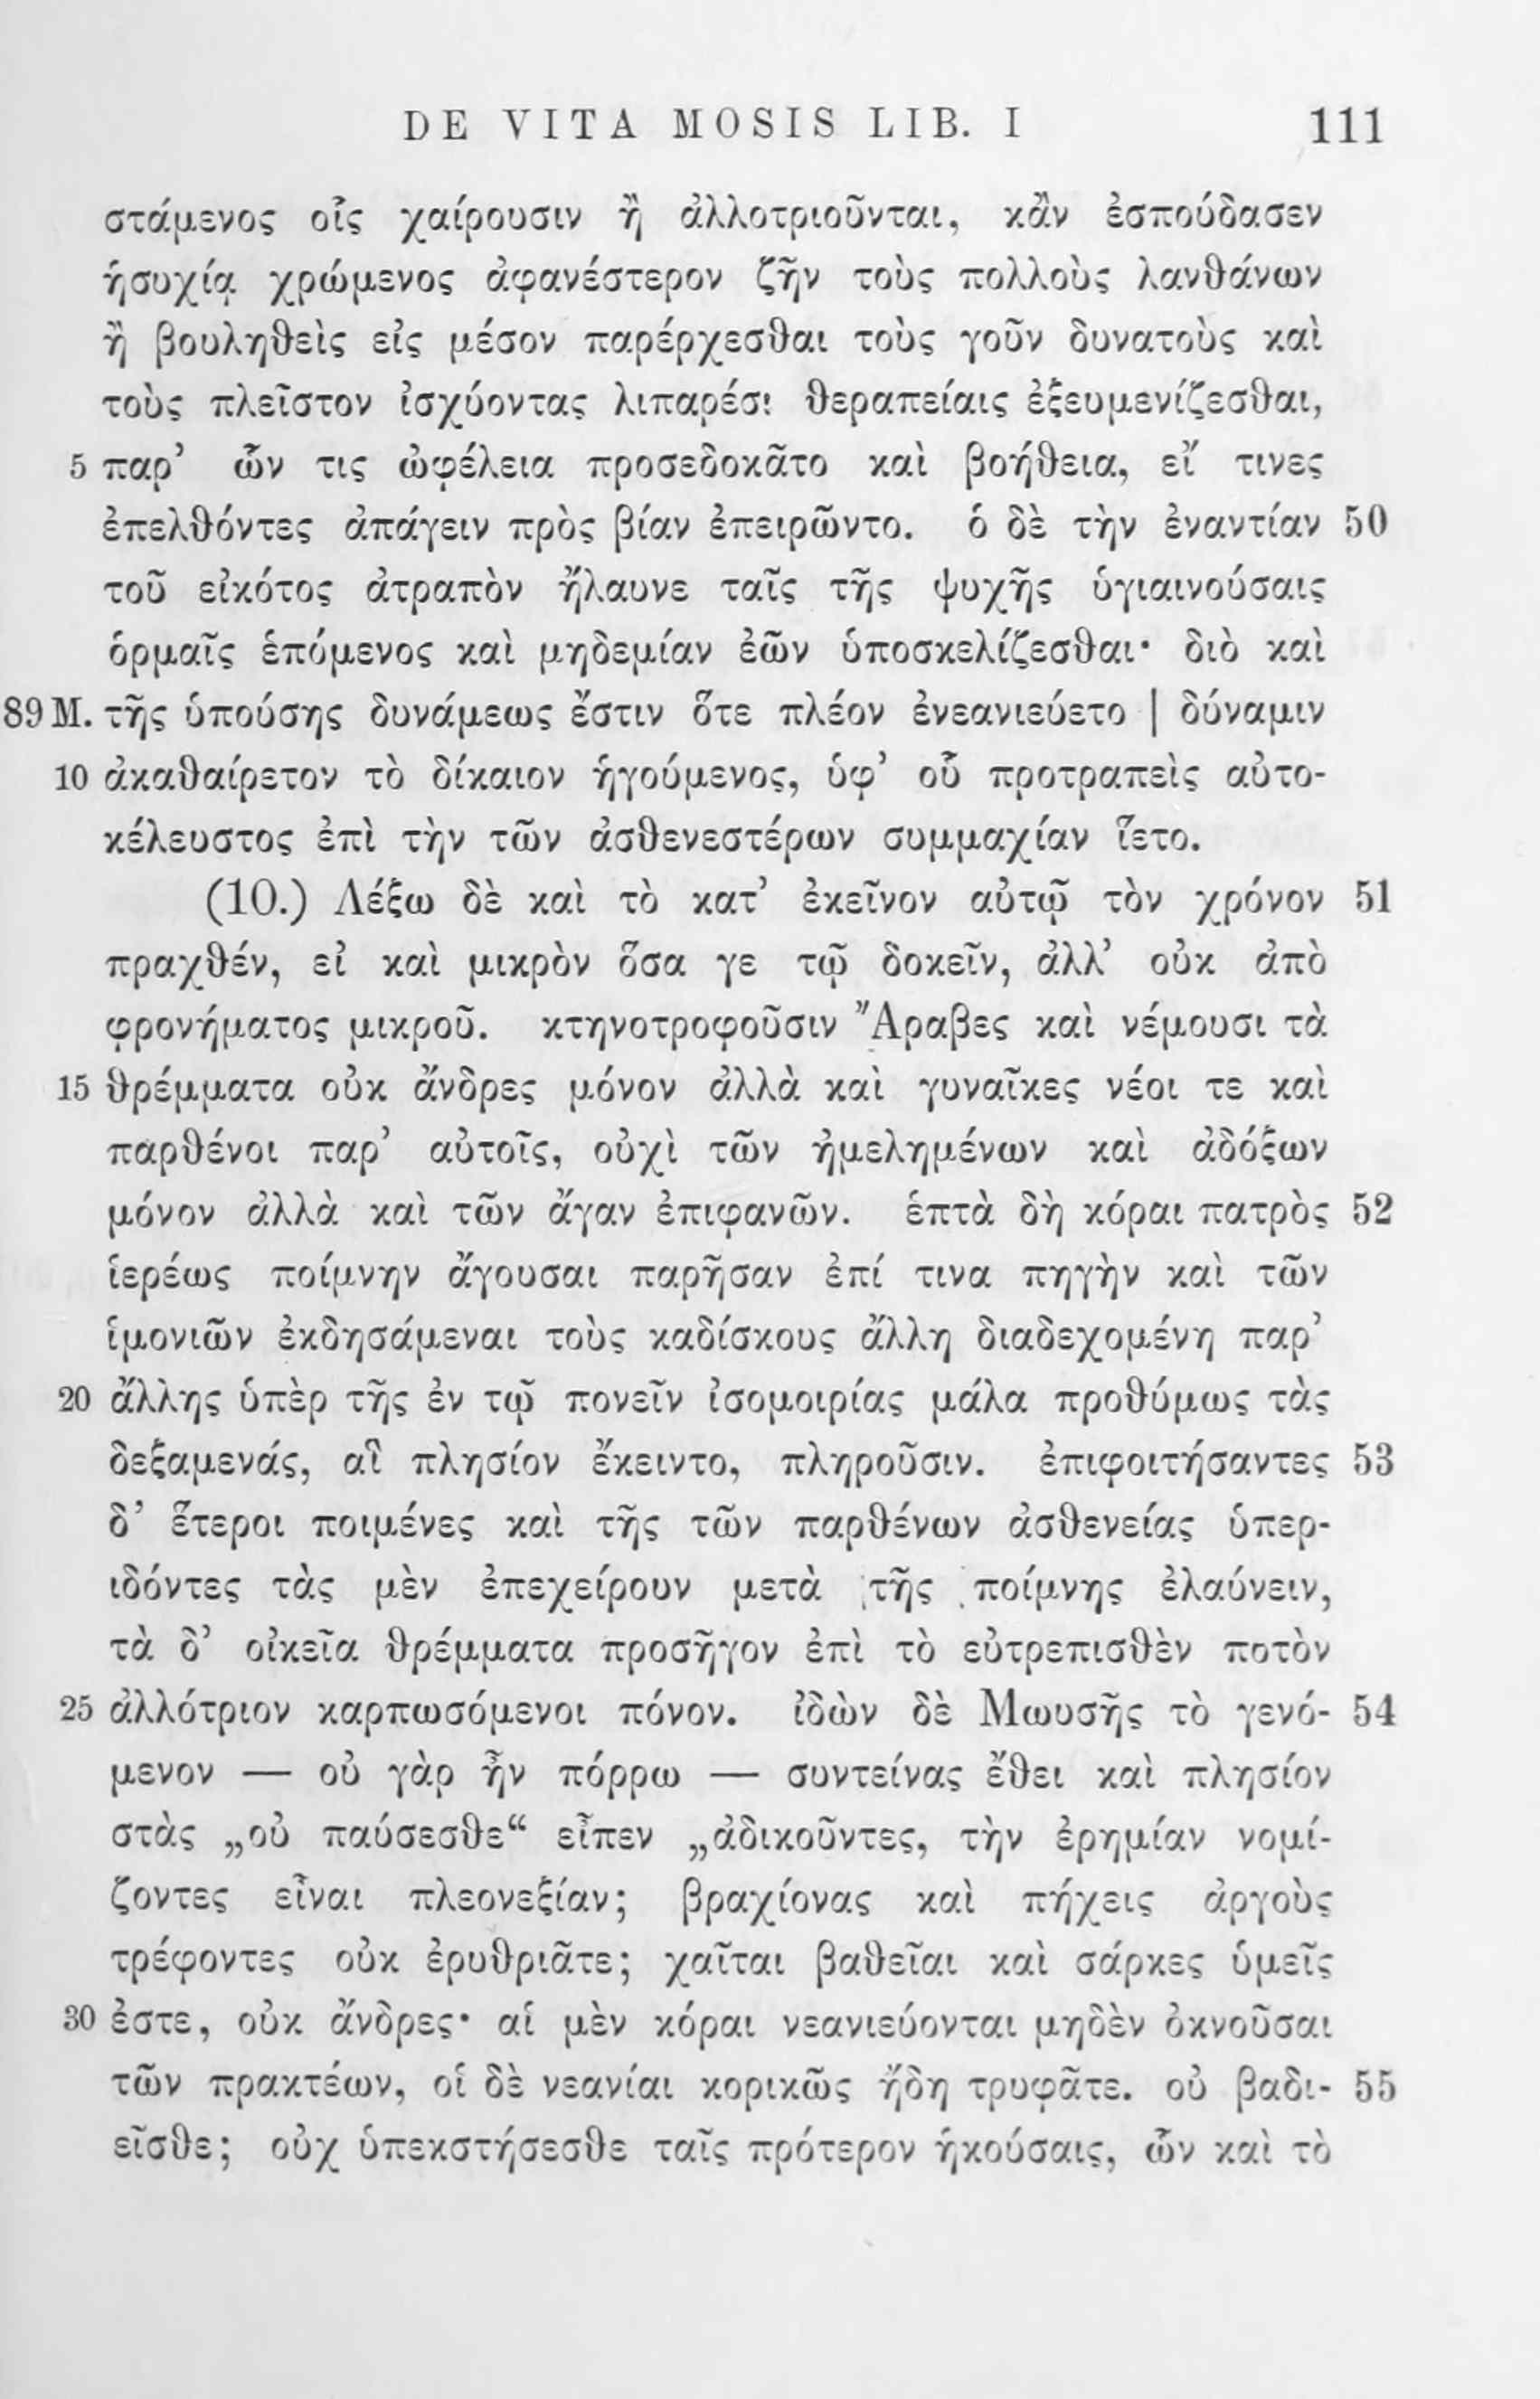 DE VITA MOSIS LIB. I 111
στάμενος οἷς χαίρουσιν ἢ ἀλλοτριοῦνται, κἂν ἐσπούδασεν
ἡσυχίᾳ χρώμενος ἀφανέστερον ζῆν τοὺς πολλοὺς λανθάνων
ἢ βουληθεὶς εἰς μέσον παρέρχεσθαι τοὺς γοῦν δυνατοὺς καὶ
τοὺς πλεῖστον ἰσχύοντας λιπαρέσι θεραπείαις ἐξευμενίζεσθαι,
5 παρ’ ὧν τις ὠφέλεια προσεδοκᾶτο καὶ βοήθεια, εἴ τινες
ἐπελθόντες ἀπάγειν πρὸς βίαν ἐπειρῶντο. ὁ δὲ τὴν ἐναντίαν 50
τοῦ εἰκότος ἀτραπὸν ἤλαυνε ταῖς τῆς ψυχῆς ὑγιαινούσαις
ὁρμαῖς ἑπόμενος καὶ μηδεμίαν ἐῶν ὑποσκελίζεσθαι· διὸ καὶ
89 M. τῆς ὑπούσης δυνάμεως ἔστιν ὅτε πλέον ἐνεανιεύετο | δύναμιν
10 ἀκαθαίρετον τὸ δίκαιον ἡγούμενος, ὑφ’ οὗ προτραπεὶς αὐτο-
κέλευστος ἐπὶ τὴν τῶν ἀσθενεστέρων συμμαχίαν ἵετο.
(10.) Λέξω δὲ καὶ τὸ κατ’ ἐκεῖνον αὐτῷ τὸν χρόνον 51
πραχθέν, εἰ καὶ μικρὸν ὅσα γε τῷ δοκεῖν, ἀλλ’ οὐκ ἀπὸ
φρονήματος μικροῦ. κτηνοτροφοῦσιν Ἄραβες καὶ νέμουσι τὰ
15 θρέμματα οὐκ ἄνδρες μόνον ἀλλὰ καὶ γυναῖκες νέοι τε καὶ
παρθένοι παρ’ αὐτοῖς, οὐχὶ τῶν ἠμελημένων καὶ ἀδόξων
μόνον ἀλλὰ καὶ τῶν ἄγαν ἐπιφανῶν. ἑπτὰ δὴ κόραι πατρὸς 52
ἱερέως ποίμνην ἄγουσαι παρῆσαν ἐπί τινα πηγὴν καὶ τῶν
ἱμονιῶν ἐκδησάμεναι τοὺς καδίσκους ἄλλη διαδεχομένη παρ’
20 ἄλλης ὑπὲρ τῆς ἐν τῷ πονεῖν ἰσομοιρίας μάλα προθύμως τὰς
δεξαμενάς, αἳ πλησίον ἔκειντο, πληροῦσιν. ἐπιφοιτήσαντες 53
δ’ ἕτεροι ποιμένες καὶ τῆς τῶν παρθένων ἀσθενείας ὑπερ-
ιδόντες τὰς μὲν ἐπεχείρουν μετὰ τῆς ποίμνης ἐλαύνειν,
τὰ δ’ οἰκεῖα θρέμματα προσῆγον ἐπὶ τὸ εὐτρεπισθὲν ποτὸν
25 ἀλλότριον καρπωσόμενοι πόνον. ἰδὼν δὲ Μωυσῆς τὸ γενό- 54
μενον — οὐ γὰρ ἦν πόρρω — συντείνας ἔθει καὶ πλησίον
στὰς „οὐ παύσεσθε“ εἶπεν „ἀδικοῦντες, τὴν ἐρημίαν νομί-
ζοντες εἶναι πλεονεξίαν; βραχίονας καὶ πήχεις ἀργοὺς
τρέφοντες οὐκ ἐρυθριᾶτε; χαῖται βαθεῖαι καὶ σάρκες ὑμεῖς
30 ἐστε, οὐκ ἄνδρες· αἱ μὲν κόραι νεανιεύονται μηδὲν ὀκνοῦσαι
τῶν πρακτέων, οἱ δὲ νεανίαι κορικῶς ἤδη τρυφᾶτε. οὐ βαδι- 55
εῖσθε; οὐχ ὑπεκστήσεσθε ταῖς πρότερον ἡκούσαις, ὧν καὶ τὸ